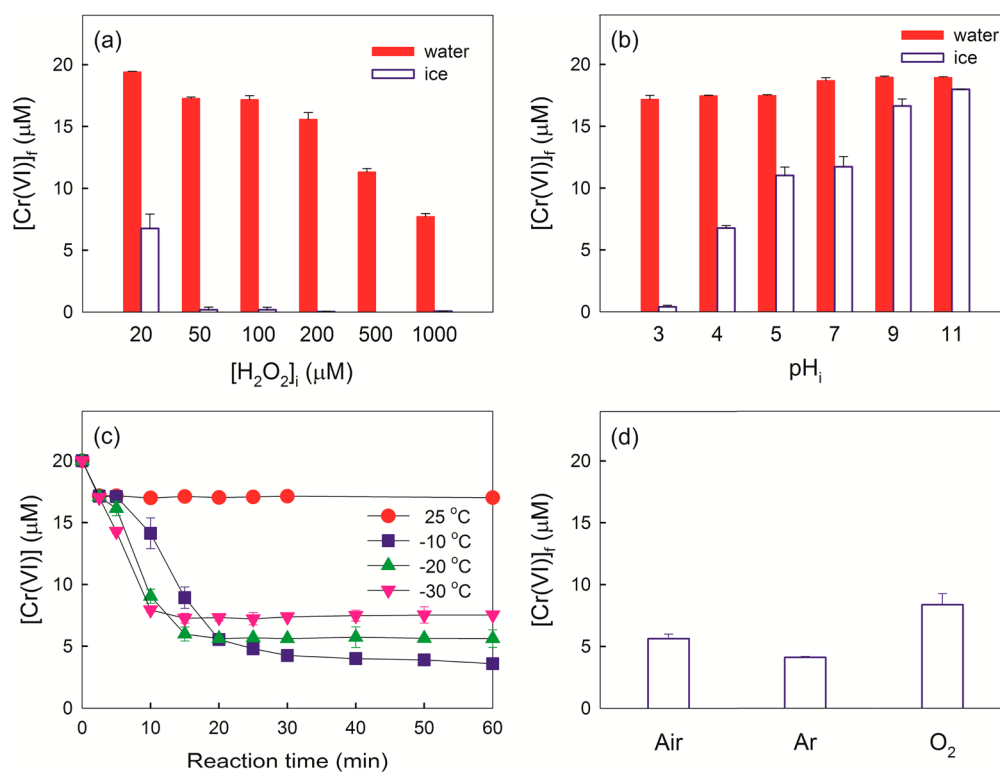 (a)
water
ice
20
15
10
5
0
[Cr(VI)]f (μM)
20 50 100 200 500 1000
[H2O2]i (μM)
(b)
water
ice
20
15
10
5
0
[Cr(VI)]f (μM)
3 4 5 7 9 11
pHi
(c)
20
15
10
5
0
[Cr(VI)] (μM)
25 °C
-10 °C
-20 °C
-30 °C
0 10 20 30 40 50 60
Reaction time (min)
(d)
20
15
10
5
0
[Cr(VI)]f (μM)
Air Ar O2